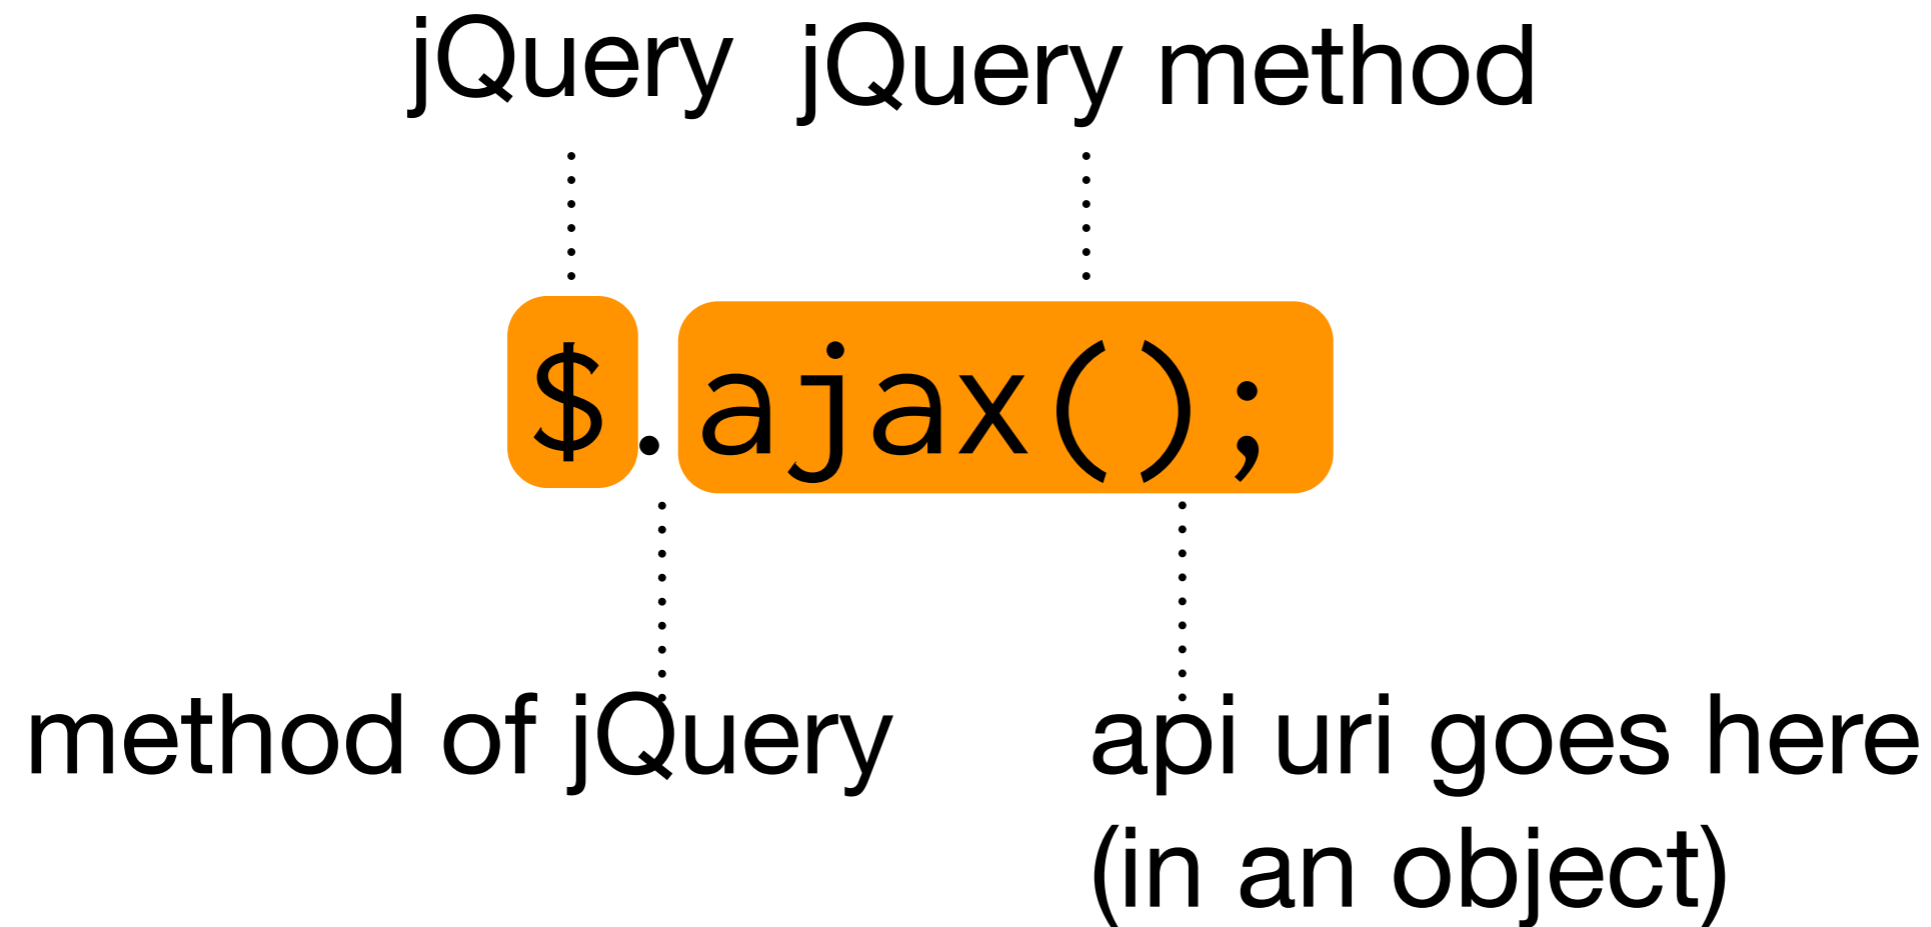 jQuery jQuery method
$.ajax();
method of jQuery
api uri goes here
(in an object)